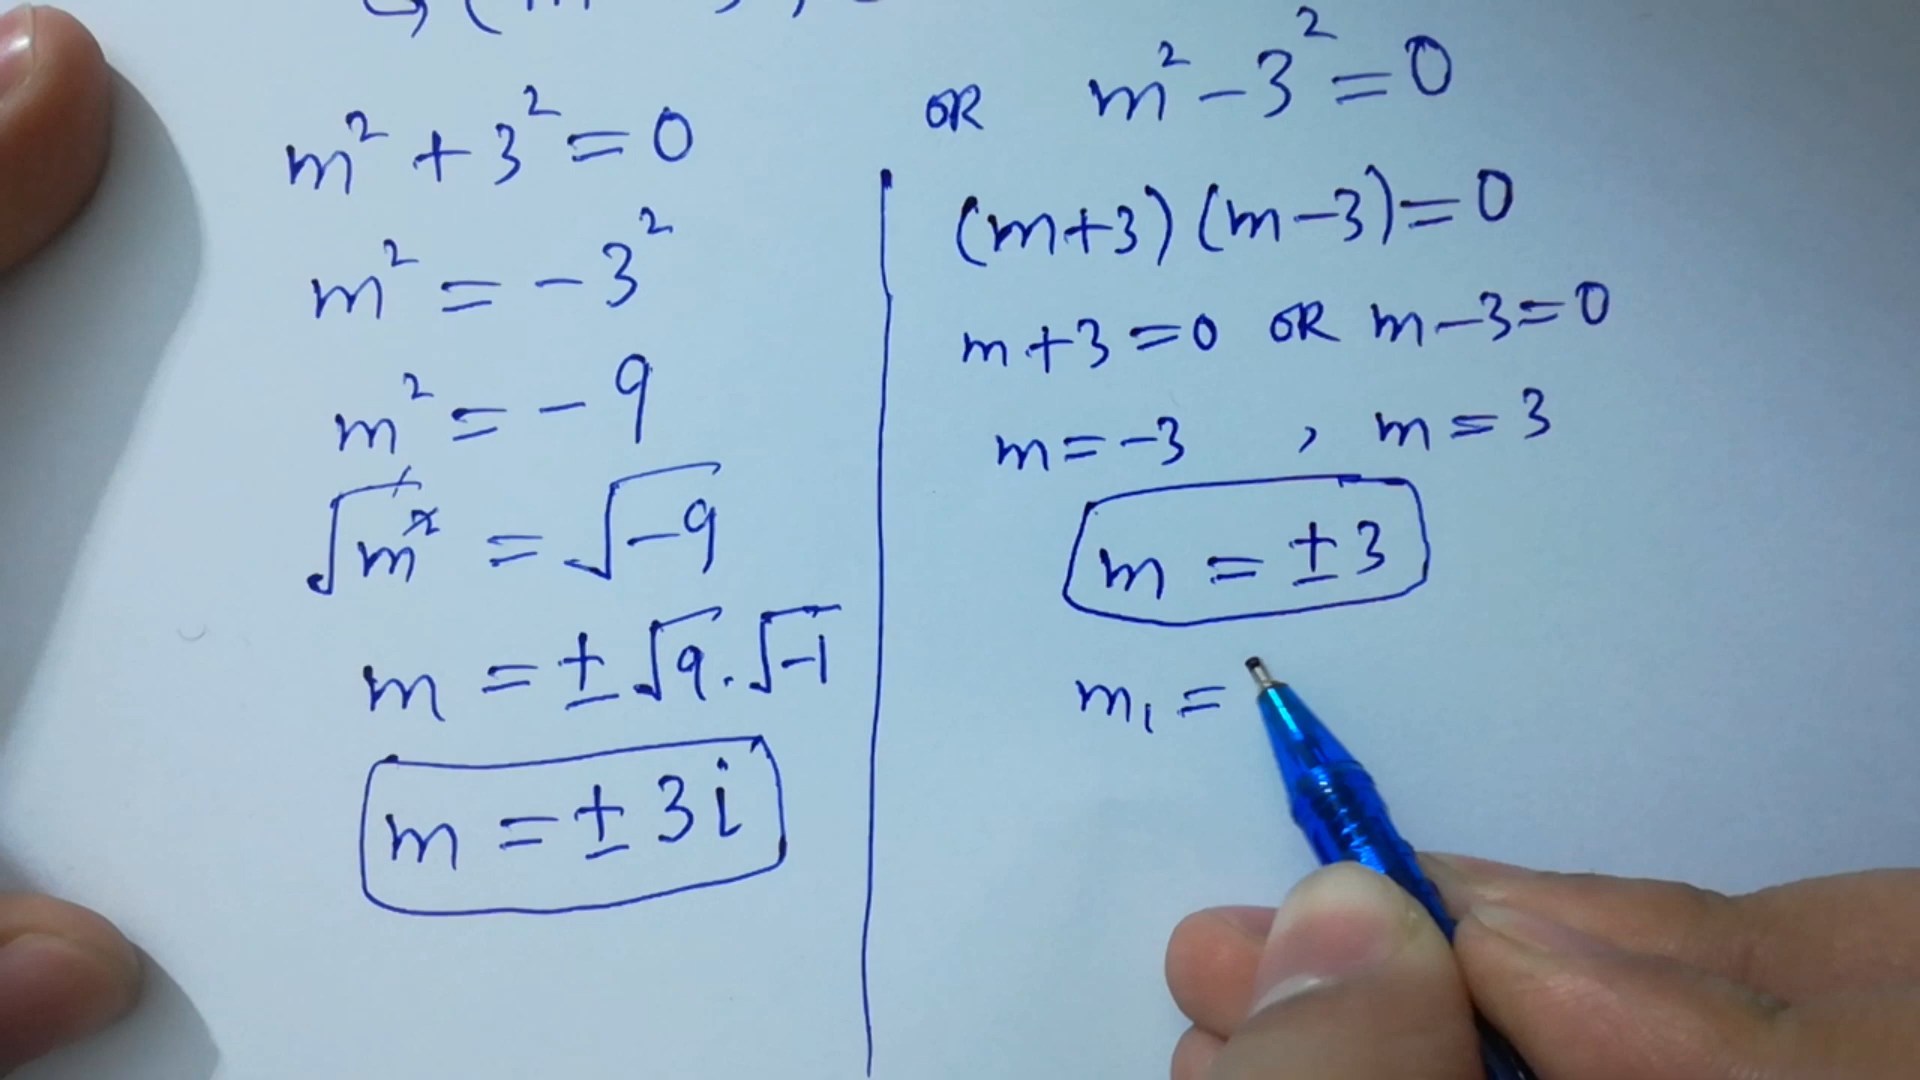 m² + 3² = 0
m² = - 3²
m² = - 9
√m² = √-9
m = ± √9 . √-1
m = ± 3i
OR m² - 3² = 0
(m+3) (m-3) = 0
m+3=0 OR m-3=0
m = -3 , m = 3
m = ±3
m₁ =